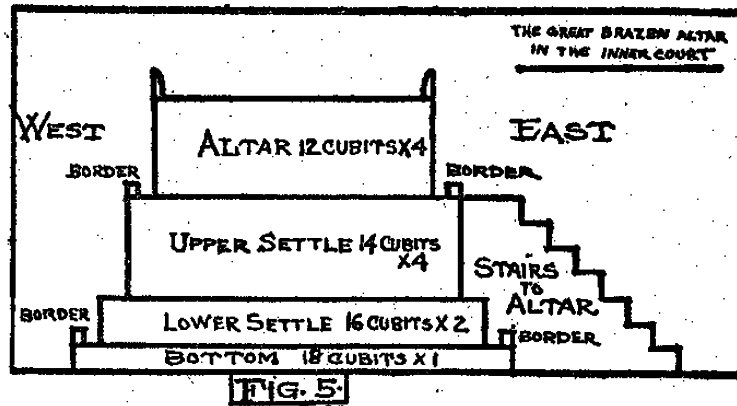 THE GREAT BRAZEN ALTAR
IN THE INNER COURT
WEST
EAST
ALTAR 12 CUBITS X 4
BORDER
BORDER
UPPER SETTLE 14 CUBITS
X 4
STAIRS
TO
ALTAR
BORDER
LOWER SETTLE 16 CUBITS X 2
BORDER
BOTTOM 18 CUBITS X 1
FIG. 5.